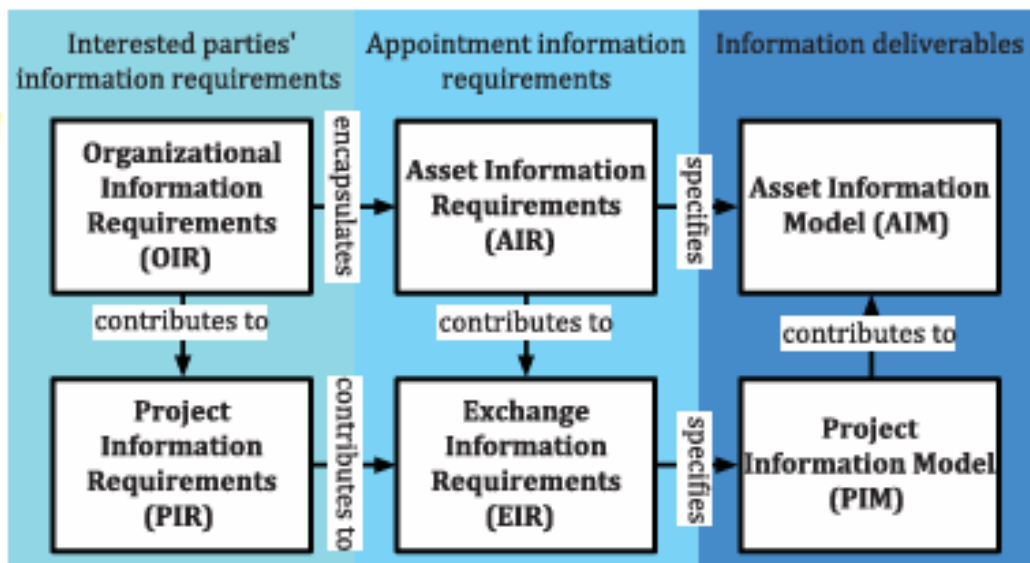 Interested parties'
information requirements
Appointment information
requirements
Information deliverables
Organizational
Information
Requirements
(OIR)
encapsulates
Asset Information
Requirements
(AIR)
specifies
Asset Information
Model (AIM)
contributes to
contributes to
contributes to
Project
Information
Requirements
(PIR)
contributes to
Exchange
Information
Requirements
(EIR)
specifies
Project
Information Model
(PIM)